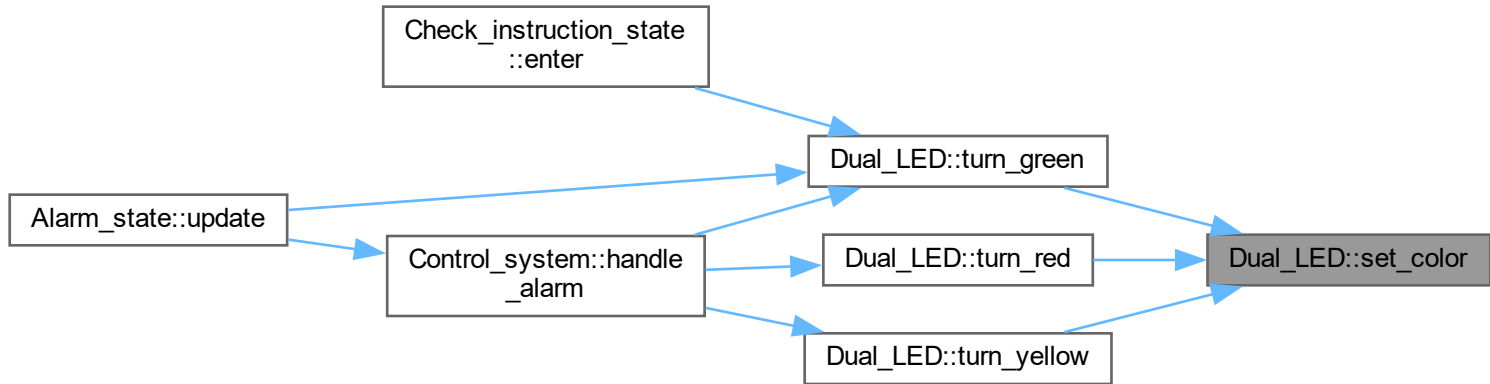 Check_instruction_state
::enter
Dual_LED::turn_green
Alarm_state::update
Control_system::handle
_alarm
Dual_LED::turn_red
Dual_LED::set_color
Dual_LED::turn_yellow